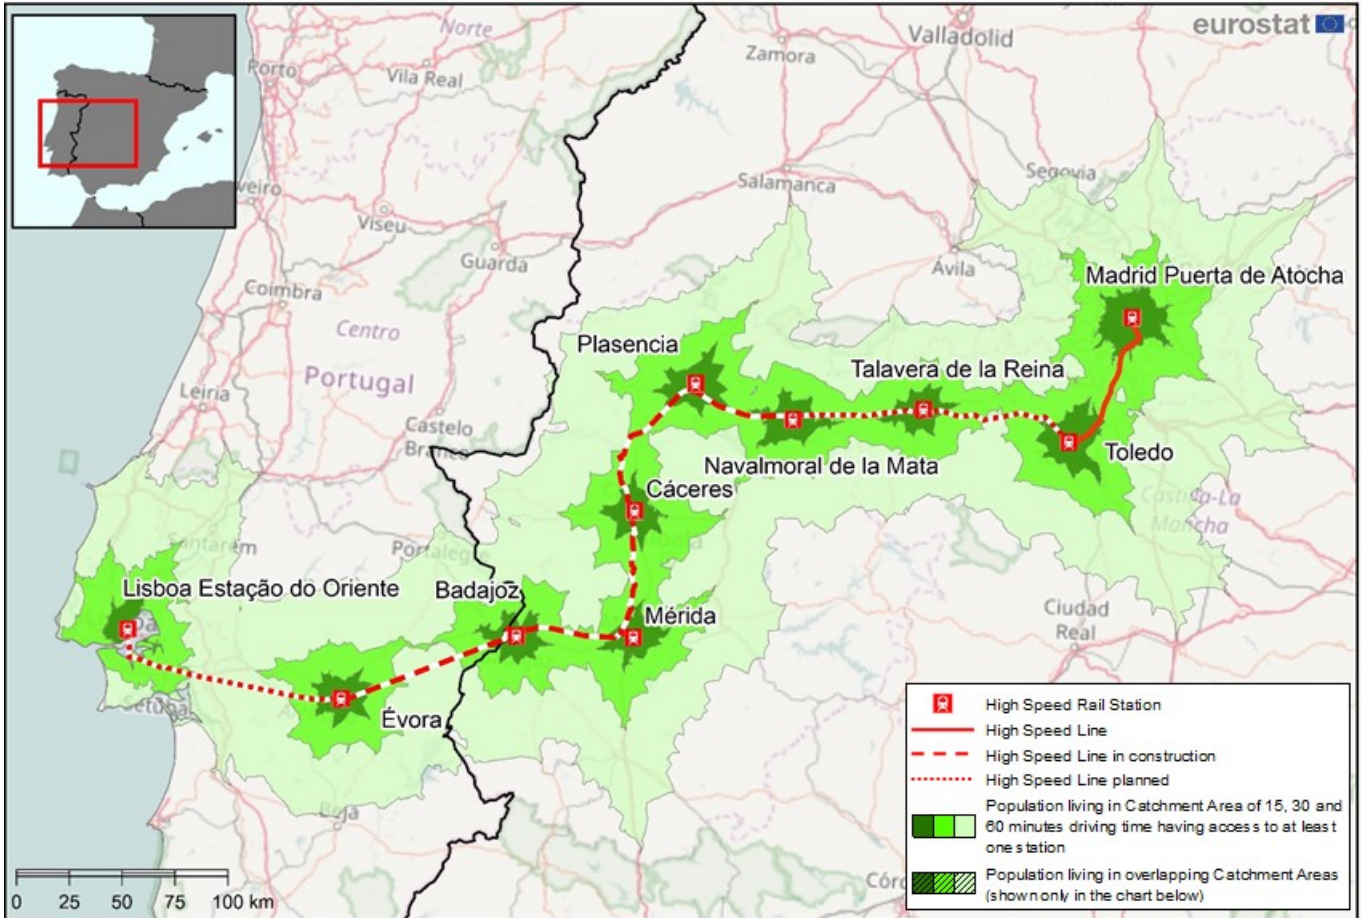 eurostat
Norte
Valladolid
Zamora
Porto
Vila Real
Salamanca
Segovia
veiro
Viseu
Guarda
Ávila
Madrid Puerta de Atocha
Coimbra
Centro
Portugal
Plasencia
Talavera de la Reina
Leiria
Castelo
Branco
Navalmoral de la Mata
Toledo
Cáceres
Castilla-La
Mancha
Santarém
Portalegre
Lisboa Estação do Oriente
Badajoz
Mérida
Ciudad
Real
Setúbal
Évora
Beja
Córd
High Speed Rail Station
High Speed Line
High Speed Line in construction
High Speed Line planned
Population living in Catchment Area of 15, 30 and
60 minutes driving time having access to at least
one station
Population living in overlapping Catchment Areas
(shown only in the chart below)
0 25 50 75 100 km